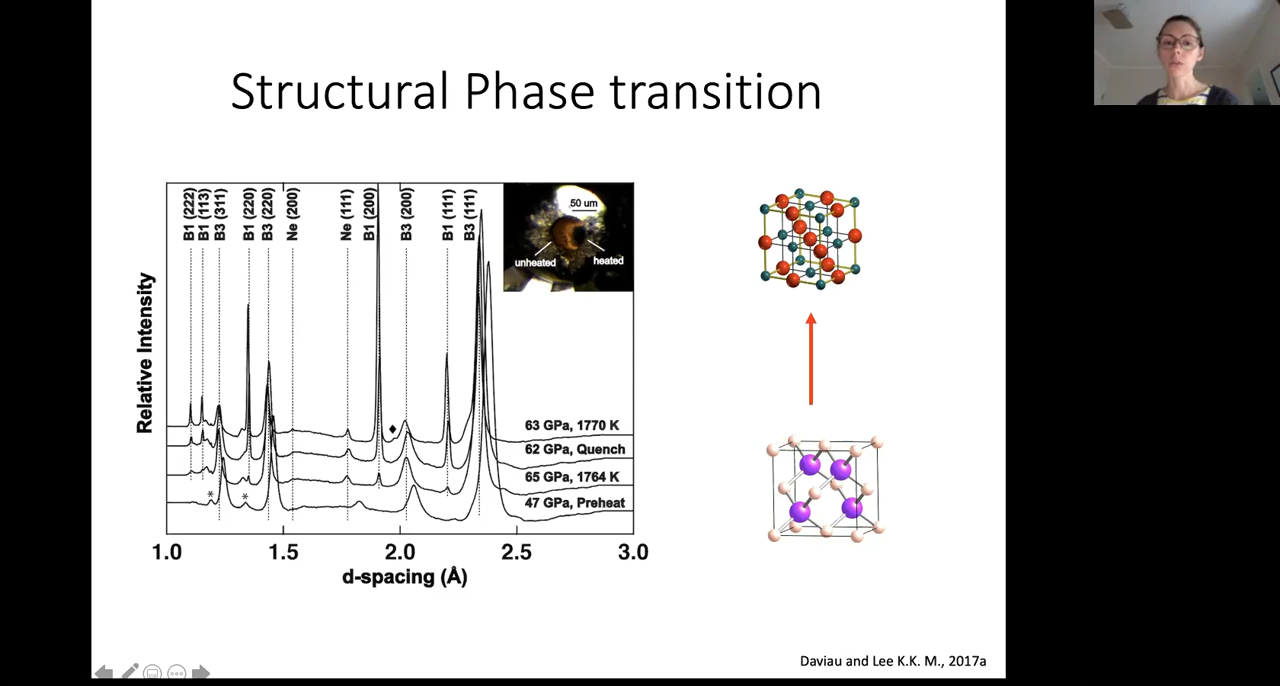 Structural Phase transition
B1 (222)
B1 (113)
B3 (311)
B1 (220)
B3 (220)
Ne (200)
Ne (111)
B1 (200)
B3 (200)
B1 (111)
B3 (111)
50 um
unheated
heated
Relative Intensity
63 GPa, 1770 K
62 GPa, Quench
65 GPa, 1764 K
47 GPa, Preheat
* *
1.0 1.5 2.0 2.5 3.0
d-spacing (Å)
Daviau and Lee K.K. M., 2017a